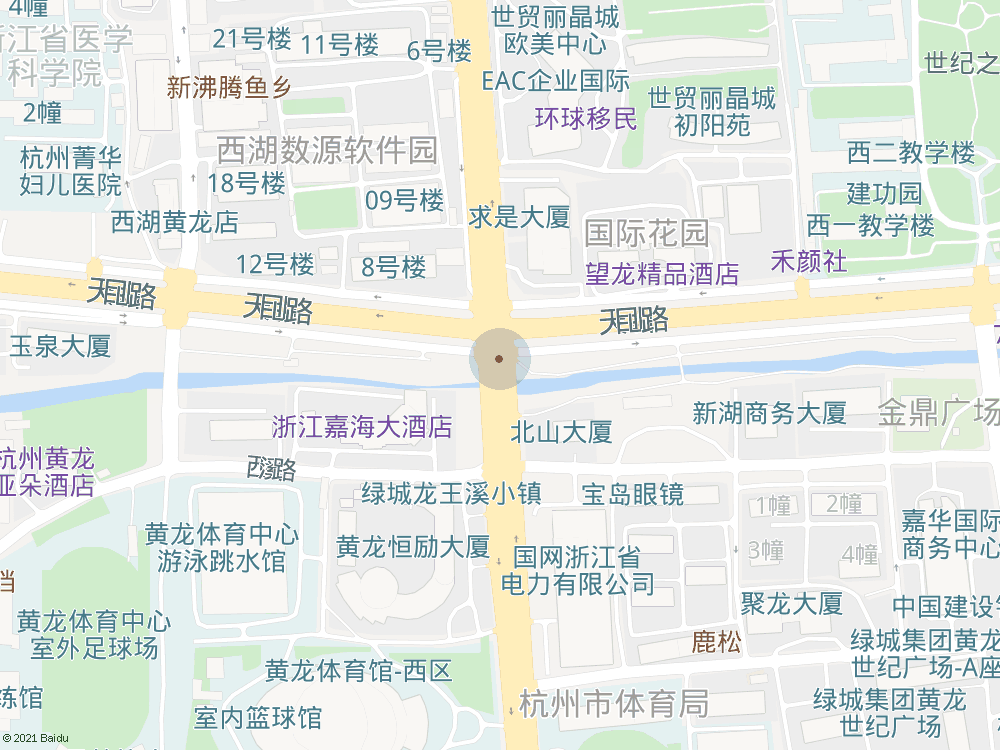 4幢
浙江省医学
科学院
2幢
21号楼
11号楼
6号楼
新沸腾鱼乡
世贸丽晶城
欧美中心
EAC企业国际
环球移民
世贸丽晶城
初阳苑
世纪之
杭州菁华
妇儿医院
西湖数源软件园
18号楼
09号楼
西湖黄龙店
求是大厦
国际花园
西二教学楼
建功园
西一教学楼
12号楼
8号楼
望龙精品酒店
禾颜社
天目山路
天目山路
天目山路
玉泉大厦
浙江嘉海大酒店
北山大厦
新湖商务大厦
金鼎广场
杭州黄龙
亚朵酒店
西溪路
绿城龙王溪小镇
宝岛眼镜
1幢
2幢
3幢
4幢
黄龙体育中心
游泳跳水馆
黄龙恒励大厦
国网浙江省
电力有限公司
嘉华国际
商务中心
档
黄龙体育中心
室外足球场
聚龙大厦
中国建设
鹿松
绿城集团黄龙
世纪广场-A座
黄龙体育馆-西区
练馆
室内篮球馆
杭州市体育局
绿城集团黄龙
世纪广场
© 2021 Baidu